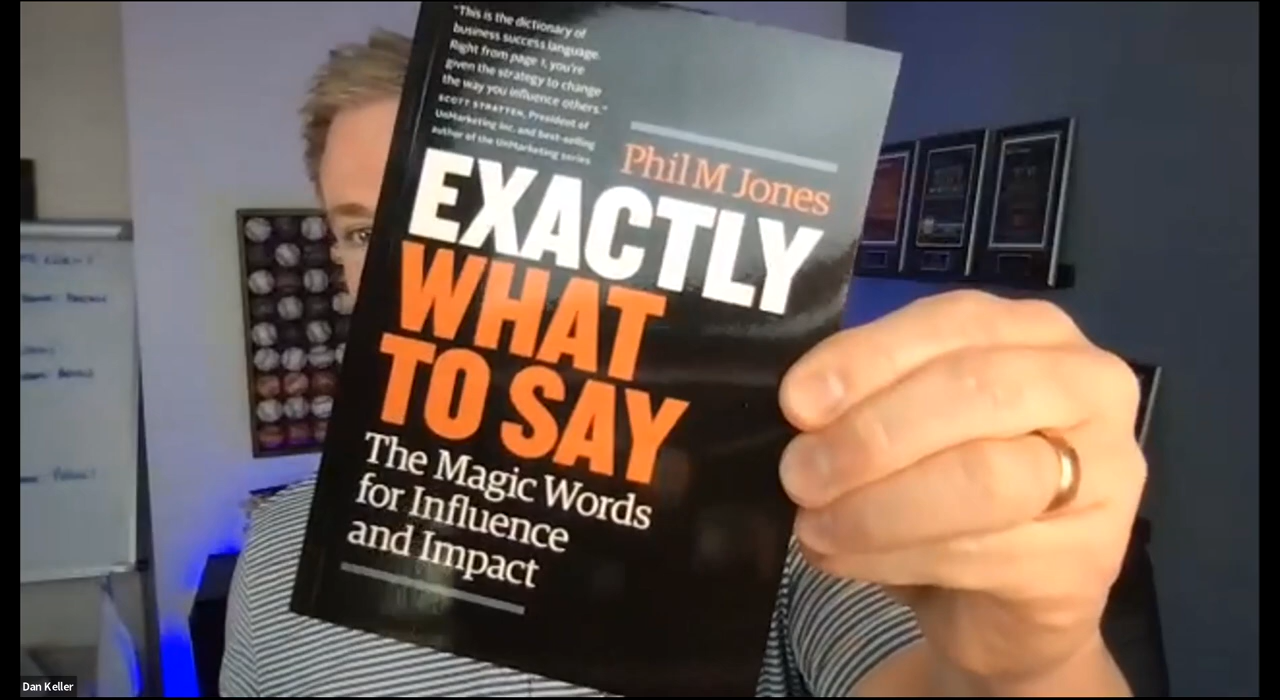 "This is the dictionary of
business success language.
Right from page 1, you're
given the strategy to change
the way you influence others."
SCOTT STRATTEN, President of
UnMarketing Inc. and best-selling
author of the UnMarketing series
Phil M Jones
EXACTLY
WHAT
TO SAY
The Magic Words
for Influence
and Impact
Dan Keller